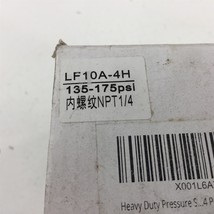 LF10A-4H
135-175psi
内螺纹NPT1/4
X001L6A
Heavy Duty Pressure S...4 P